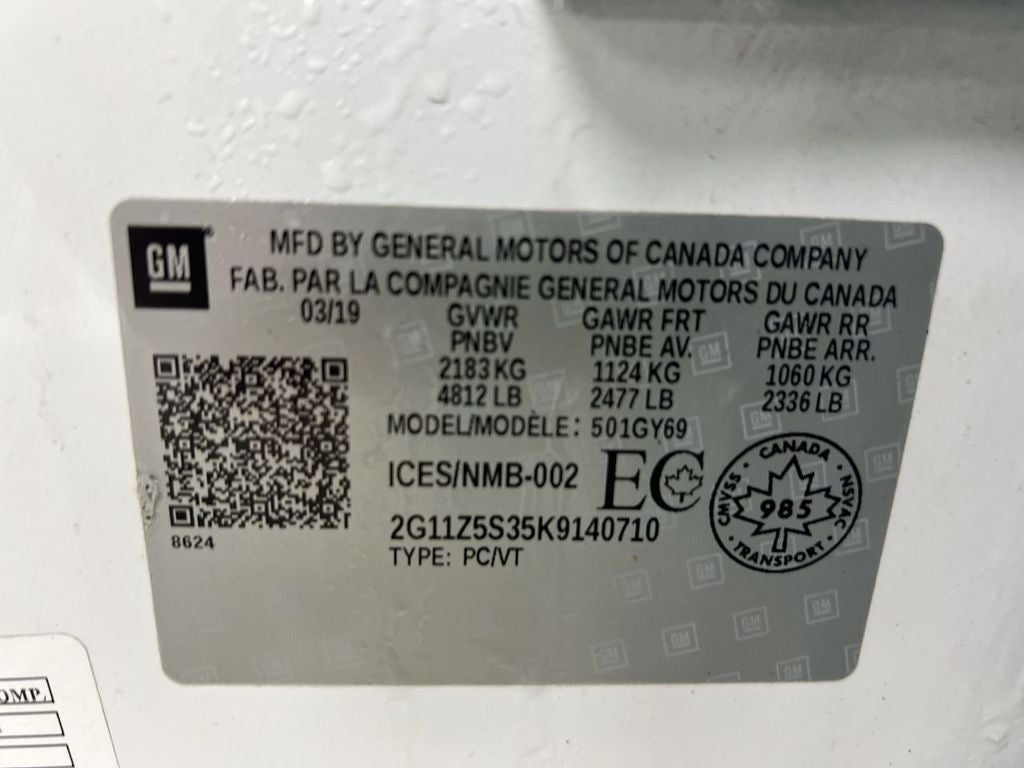 GM
MFD BY GENERAL MOTORS OF CANADA COMPANY
FAB. PAR LA COMPAGNIE GENERAL MOTORS DU CANADA
03/19
GVWR GAWR FRT GAWR RR
PNBV PNBE AV. PNBE ARR.
2183 KG 1124 KG 1060 KG
4812 LB 2477 LB 2336 LB
MODEL/MODÈLE: 501GY69
ICES/NMB-002 EC
CANADA
CMVSS 985 NSVAC
TRANSPORT
2G11Z5S35K9140710
TYPE: PC/VT
8624
OMP.